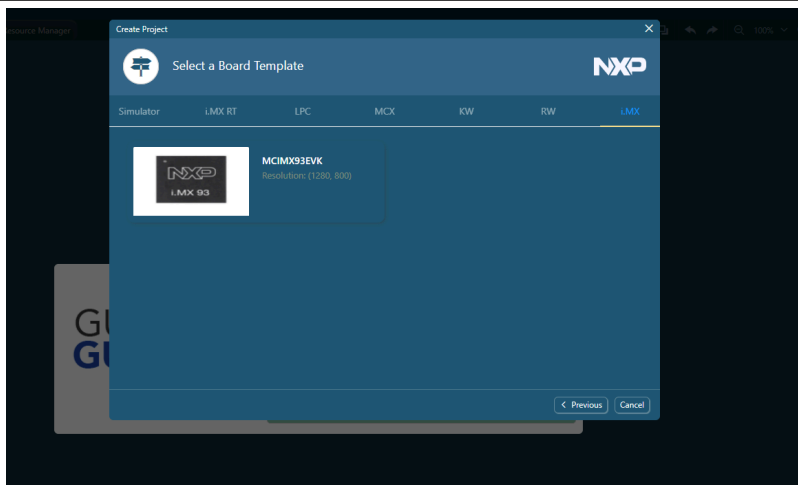 Resource Manager
Create Project
100%
Select a Board Template
NXP
Simulator
i.MX RT
LPC
MCX
KW
RW
i.MX
NXP
i.MX 93
MCIMX93EVK
Resolution: (1280, 800)
GU
GU
< Previous
Cancel